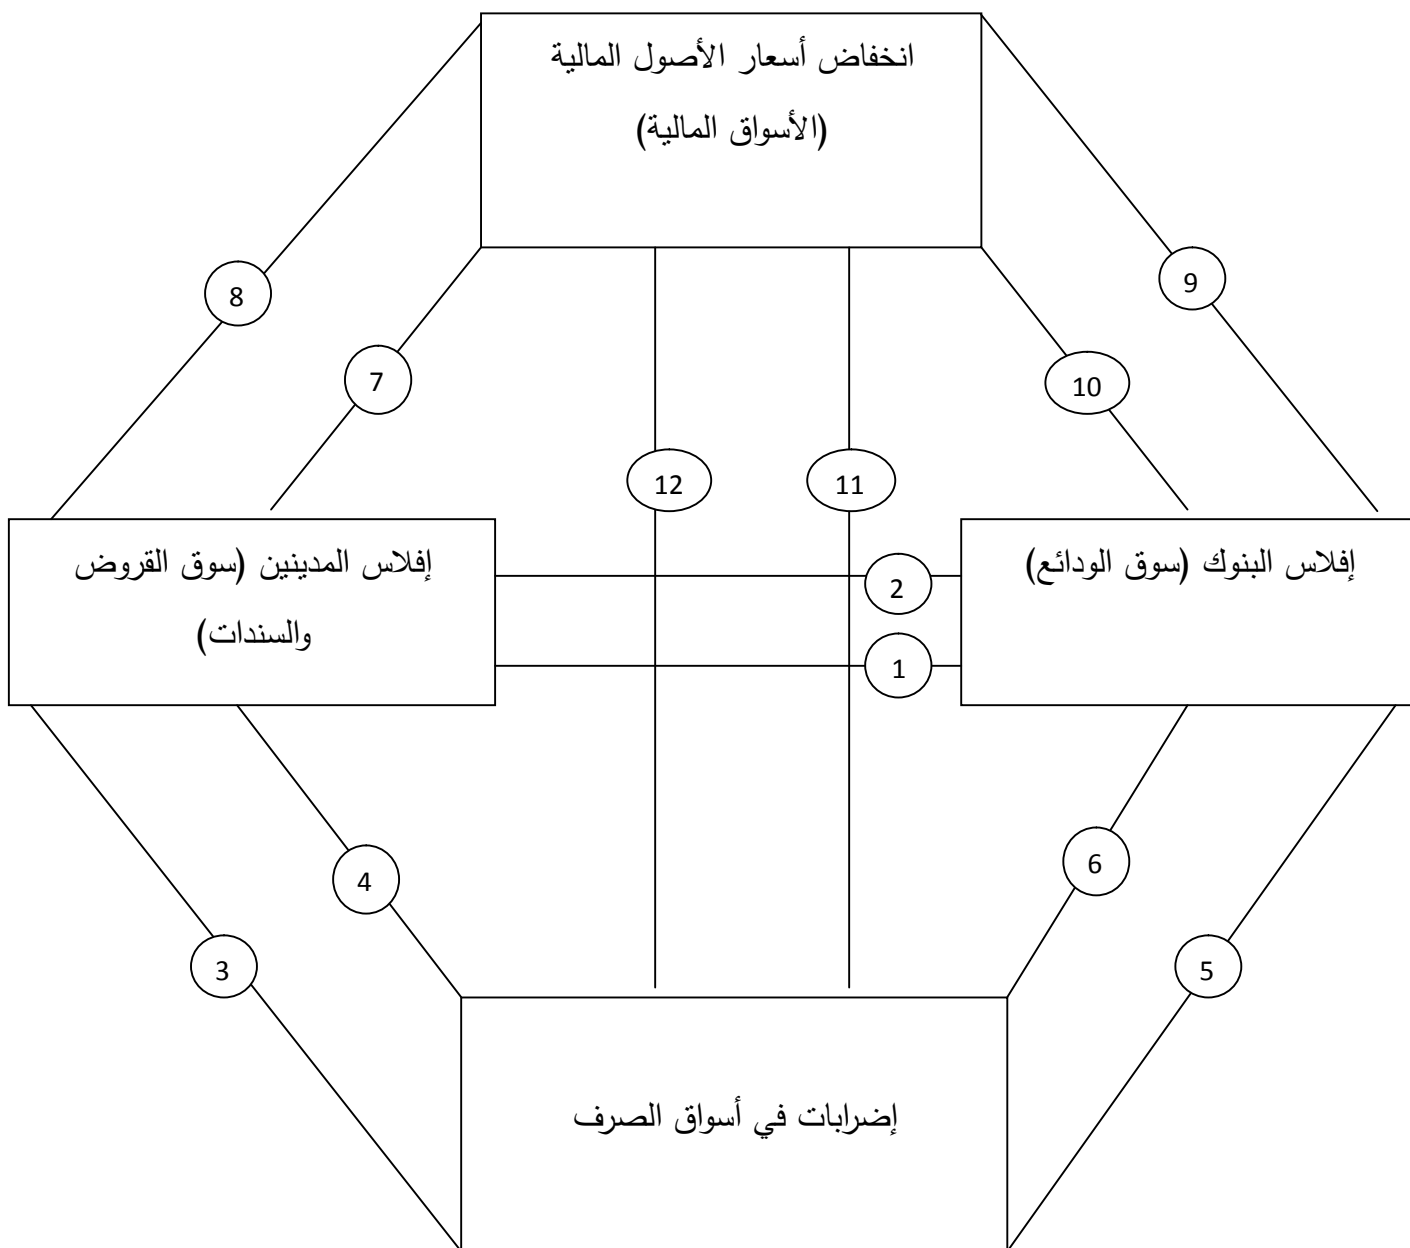 انخفاض أسعار الأصول المالية
(الأسواق المالية)
8
9
7
10
12
11
إفلاس المدينين (سوق القروض
والسندات)
إفلاس البنوك (سوق الودائع)
2
1
4
6
3
5
إضرابات في أسواق الصرف